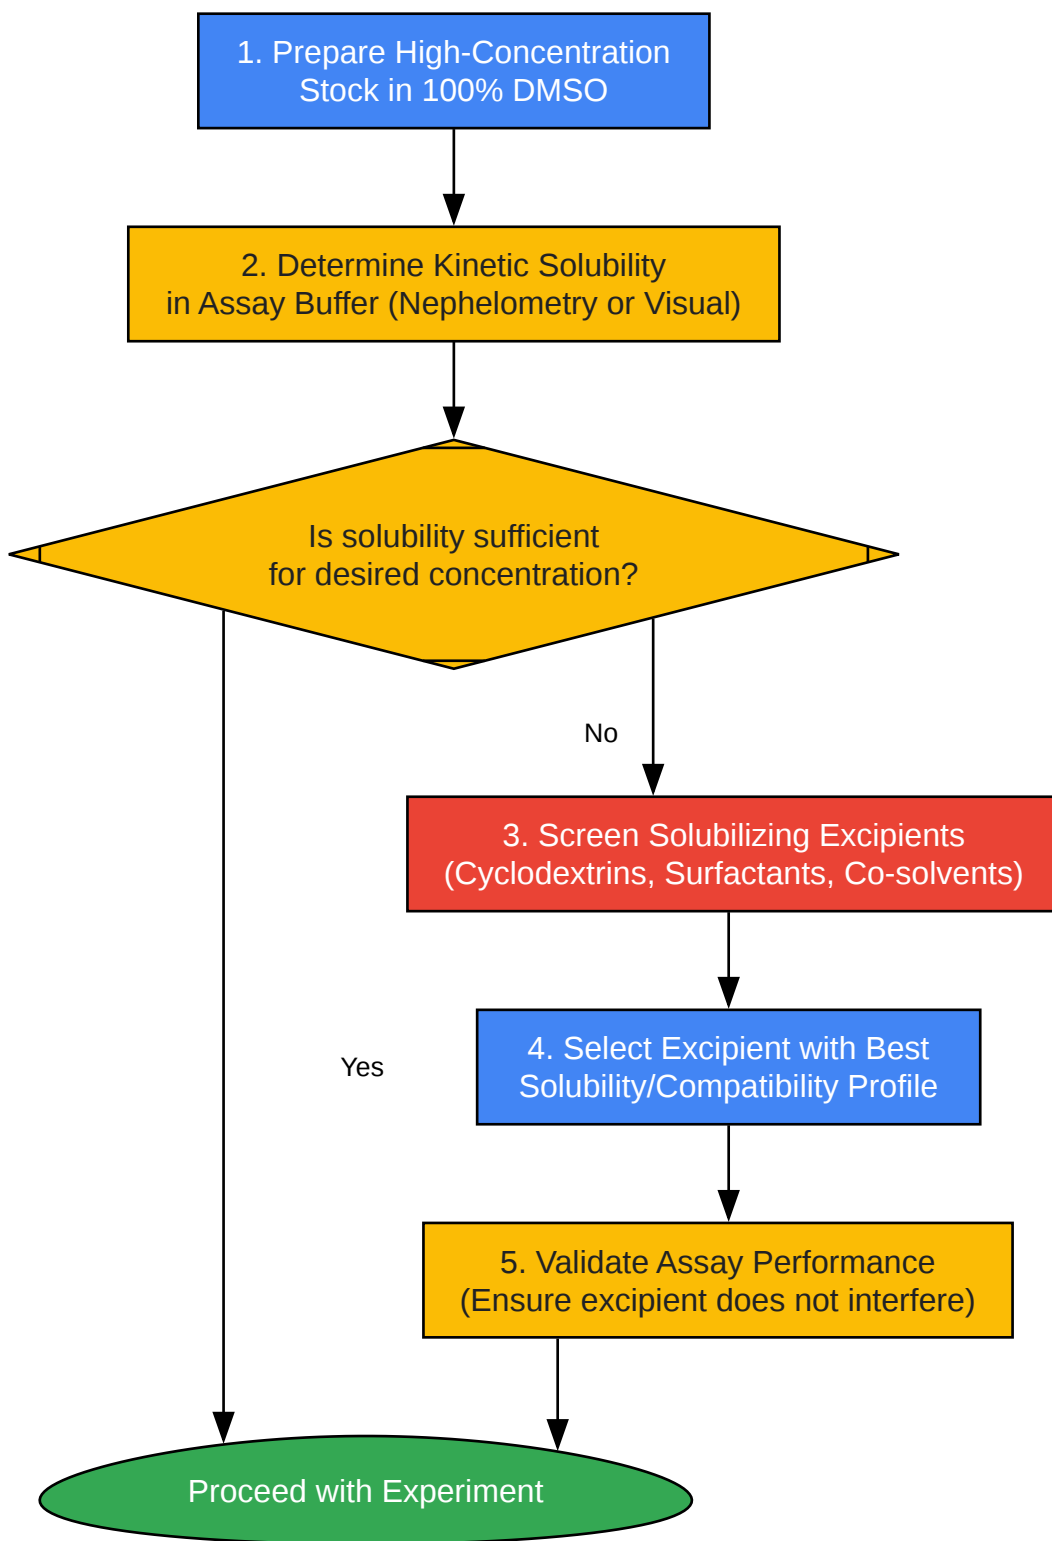 1. Prepare High-Concentration
Stock in 100% DMSO
2. Determine Kinetic Solubility
in Assay Buffer (Nephelometry or Visual)
Is solubility sufficient
for desired concentration?
No
3. Screen Solubilizing Excipients
(Cyclodextrins, Surfactants, Co-solvents)
4. Select Excipient with Best
Solubility/Compatibility Profile
Yes
5. Validate Assay Performance
(Ensure excipient does not interfere)
Proceed with Experiment